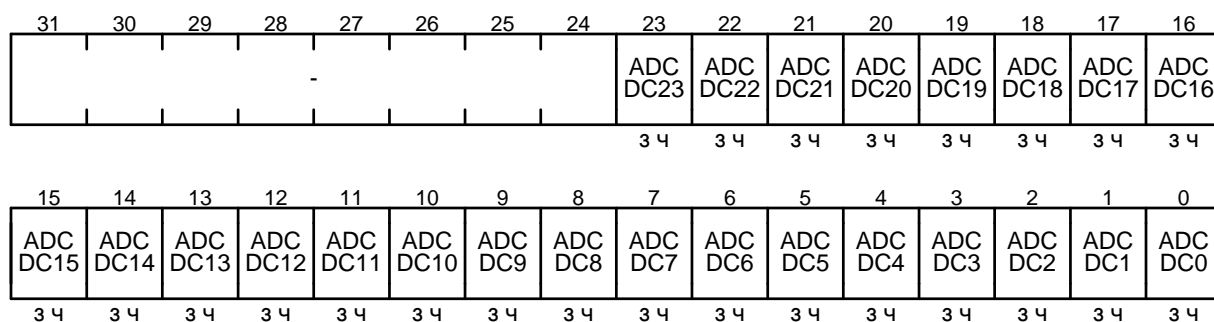 31 30 29 28 27 26 25 24 23 22 21 20 19 18 17 16
- ADC ADC ADC ADC ADC ADC ADC ADC
DC23 DC22 DC21 DC20 DC19 DC18 DC17 DC16
з ч з ч з ч з ч з ч з ч з ч з ч
15 14 13 12 11 10 9 8 7 6 5 4 3 2 1 0
ADC ADC ADC ADC ADC ADC ADC ADC ADC ADC ADC ADC ADC ADC ADC ADC
DC15 DC14 DC13 DC12 DC11 DC10 DC9 DC8 DC7 DC6 DC5 DC4 DC3 DC2 DC1 DC0
з ч з ч з ч з ч з ч з ч з ч з ч з ч з ч з ч з ч з ч з ч з ч з ч